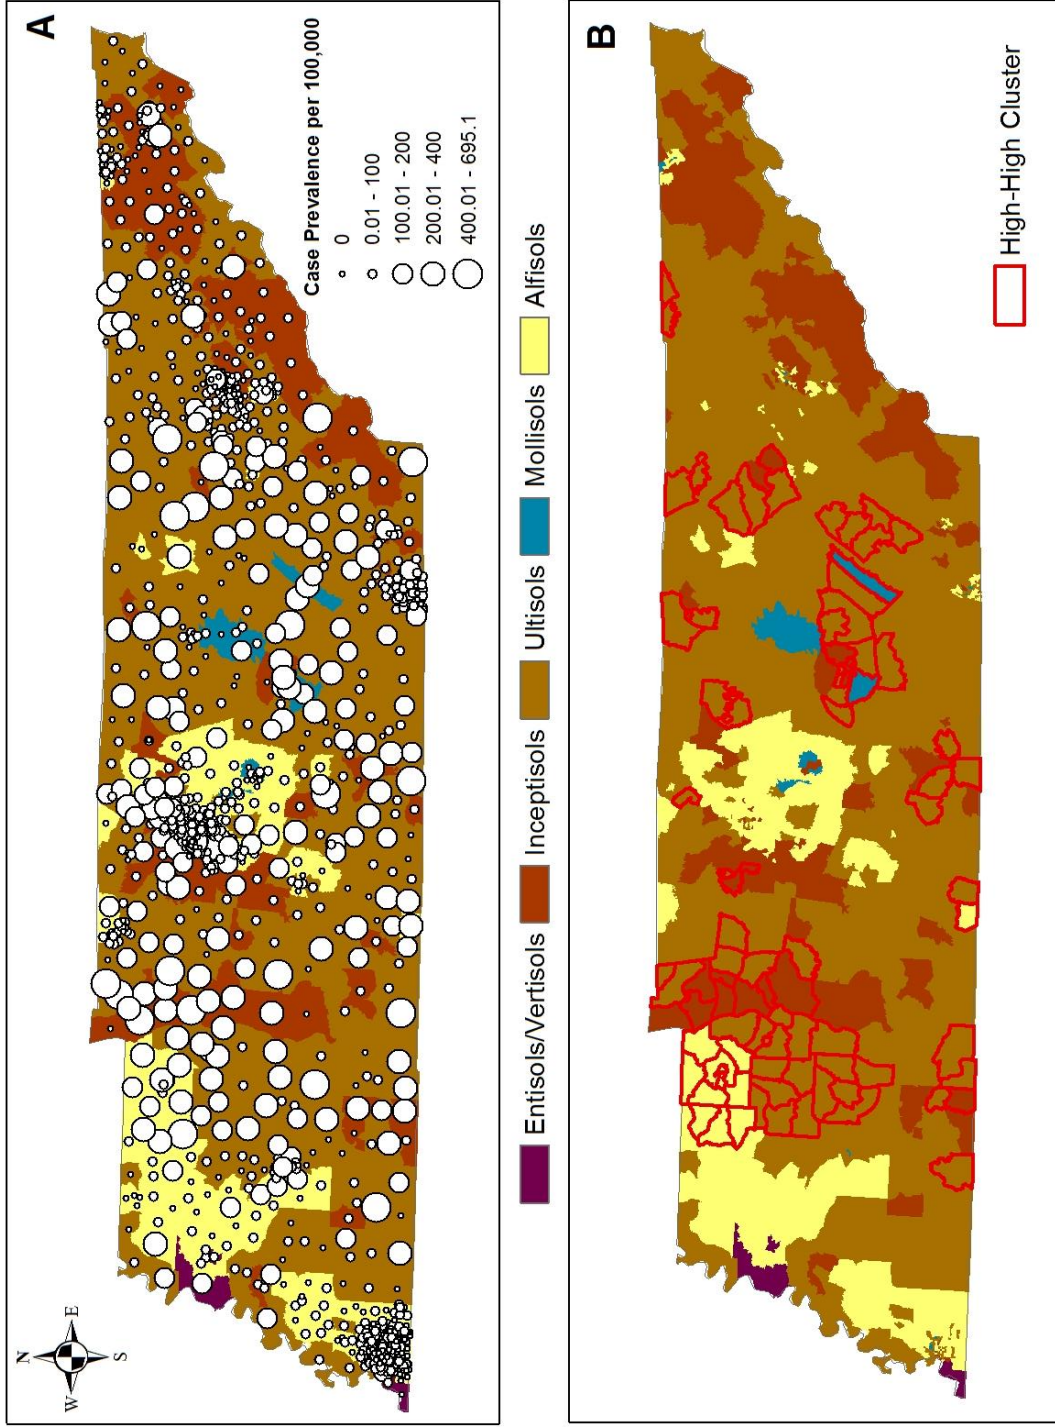 A
N
W
E
S
Case Prevalence per 100,000
0
0.01 - 100
100.01 - 200
200.01 - 400
400.01 - 695.1
Entisols/Vertisols
Inceptisols
Ultisols
Mollisols
Alfisols
B
High-High Cluster